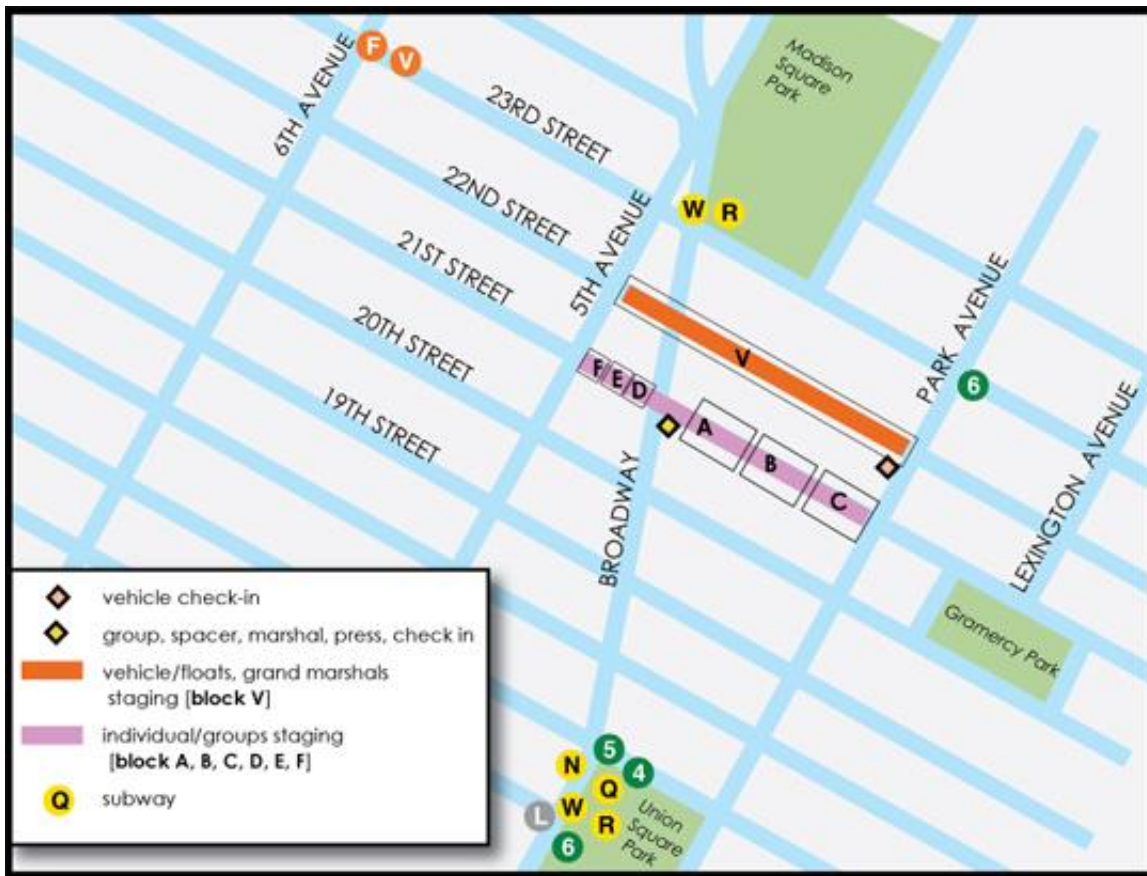 F
V
6TH AVENUE
23RD STREET
22ND STREET
21ST STREET
20TH STREET
19TH STREET
5TH AVENUE
Madison
Square
Park
W
R
V
PARK AVENUE
6
F
E
D
A
B
C
BROADWAY
LEXINGTON AVENUE
Gramercy Park
N
5
4
Q
W
R
L
6
Union
Square
Park
vehicle check-in
group, spacer, marshal, press, check in
vehicle/floats, grand marshals
staging [block V]
individual/groups staging
[block A, B, C, D, E, F]
Q
subway